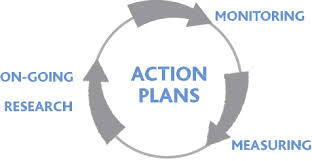 MONITORING
ON-GOING
RESEARCH
ACTION
PLANS
MEASURING